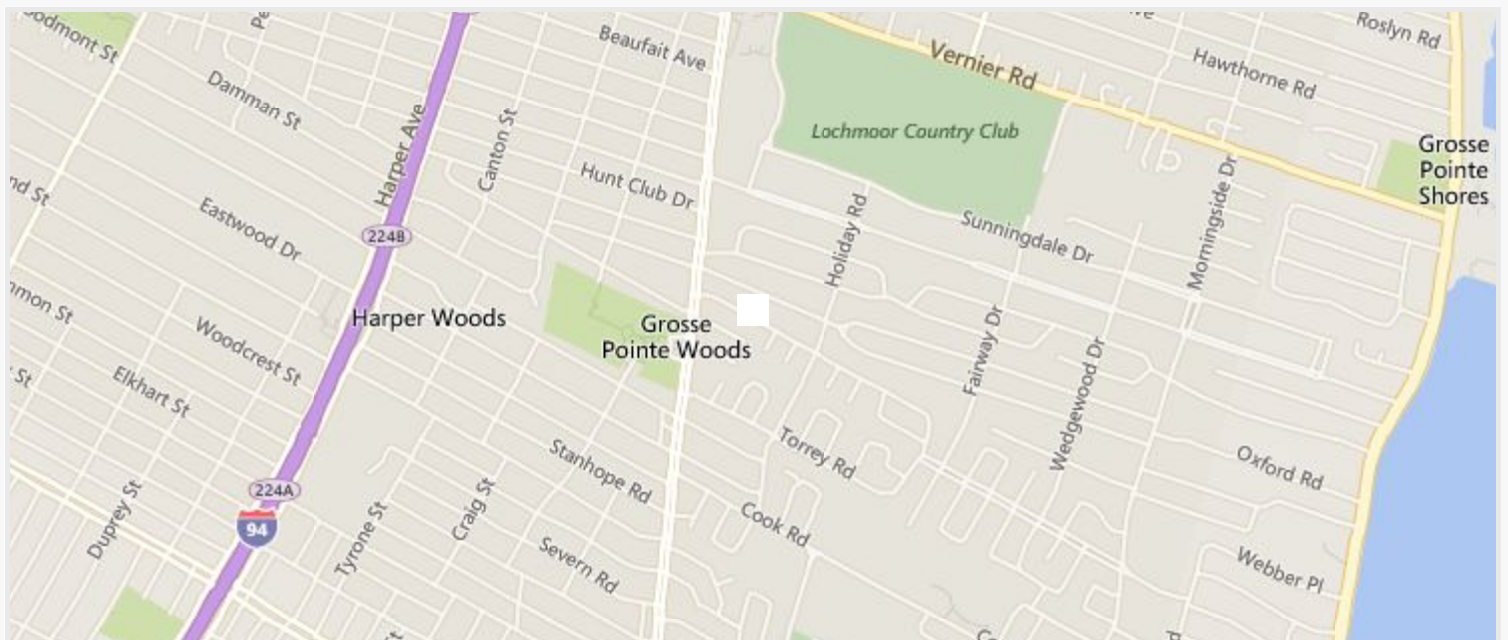 Roslyn Rd
Beaufait Ave
Vernier Rd
Hawthorne Rd
Damman St
Harper Ave
Canton St
Lochmoor Country Club
Grosse
Pointe
Shores
Hunt Club Dr
Morningside Dr
Eastwood Dr
224B
Holiday Rd
Sunningdale Dr
Harper Woods
Grosse
Pointe Woods
Woodcrest St
Fairway Dr
Wedgewood Dr
Elkhart St
Torrey Rd
Oxford Rd
Stanhope Rd
224A
94
Duprey St
Tyrone St
Craig St
Cook Rd
Severn Rd
Webber Pl